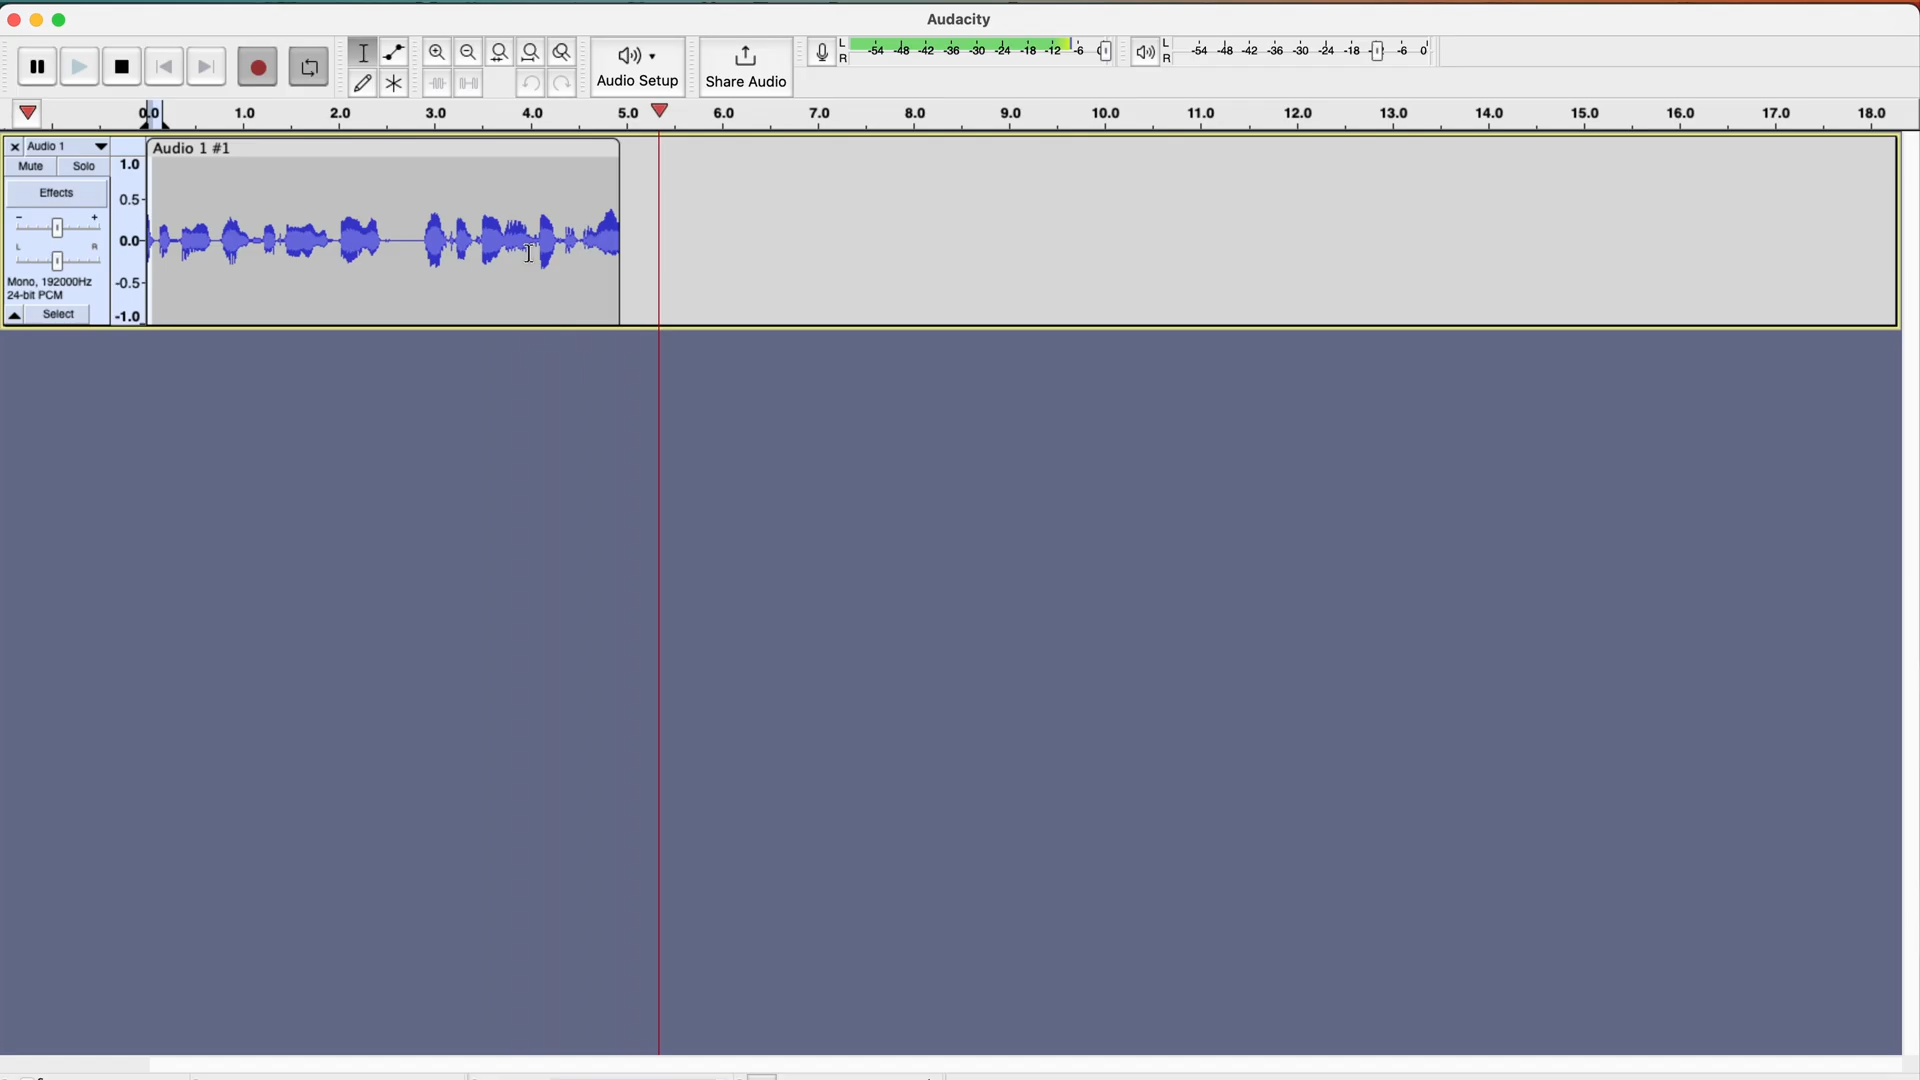 Audacity
Audio Setup
Share Audio
L
R
-54 -48 -42 -36 -30 -24 -18 -12 -6
L
R
-54 -48 -42 -36 -30 -24 -18 -6 0
0.0 1.0 2.0 3.0 4.0 5.0 6.0 7.0 8.0 9.0 10.0 11.0 12.0 13.0 14.0 15.0 16.0 17.0 18.0
Audio 1
Mute Solo
Effects
- +
L R
Mono, 192000Hz
24-bit PCM
Select
1.0
0.5
0.0
-0.5
-1.0
Audio 1 #1